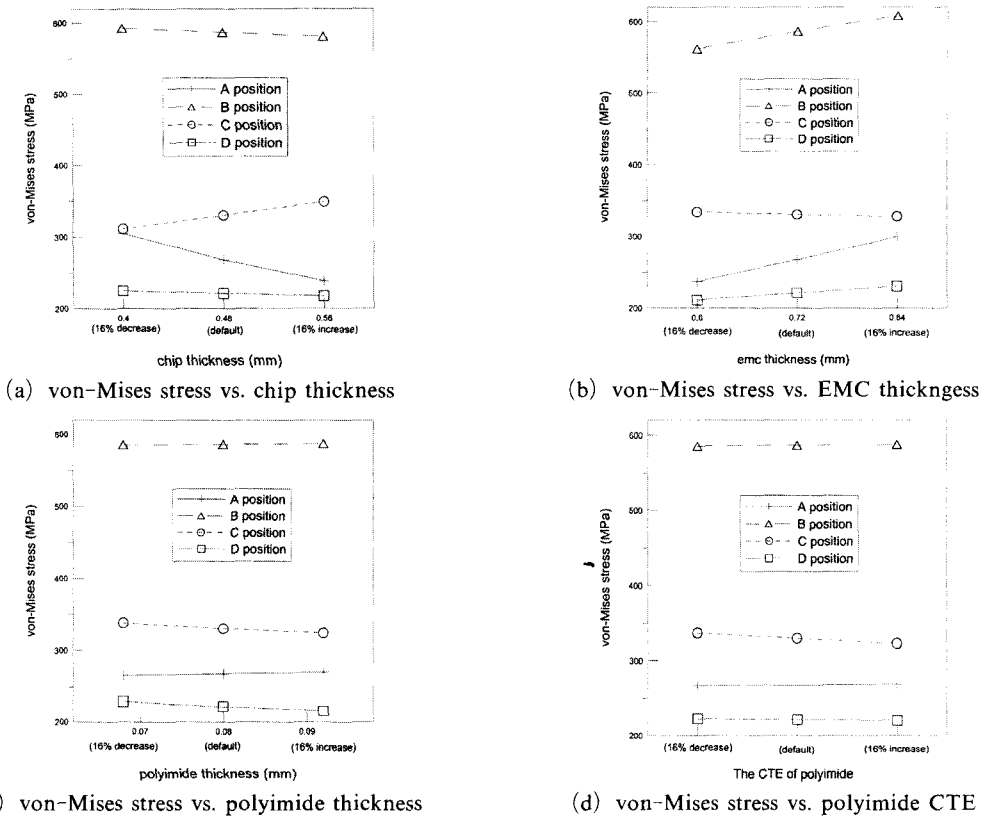 600
500
400
300
200
von-Mises stress (MPa)
A position
B position
C position
D position
0.4
0.48
0.56
(16% decrease)
(default)
(16% increase)
chip thickness (mm)
(a) von-Mises stress vs. chip thickness
600
500
400
300
200
von-Mises stress (MPa)
A position
B position
C position
D position
0.6
0.72
0.84
(16% decrease)
(default)
(16% increase)
emc thickness (mm)
(b) von-Mises stress vs. EMC thickngess
600
500
400
300
200
von-Mises stress (MPa)
A position
B position
C position
D position
0.07
0.08
0.09
(16% decrease)
(default)
(16% increase)
polyimide thickness (mm)
) von-Mises stress vs. polyimide thickness
600
500
400
300
200
von-Mises stress (MPa)
A position
B position
C position
D position
(16% decrease)
(default)
(16% increase)
The CTE of polyimide
(d) von-Mises stress vs. polyimide CTE